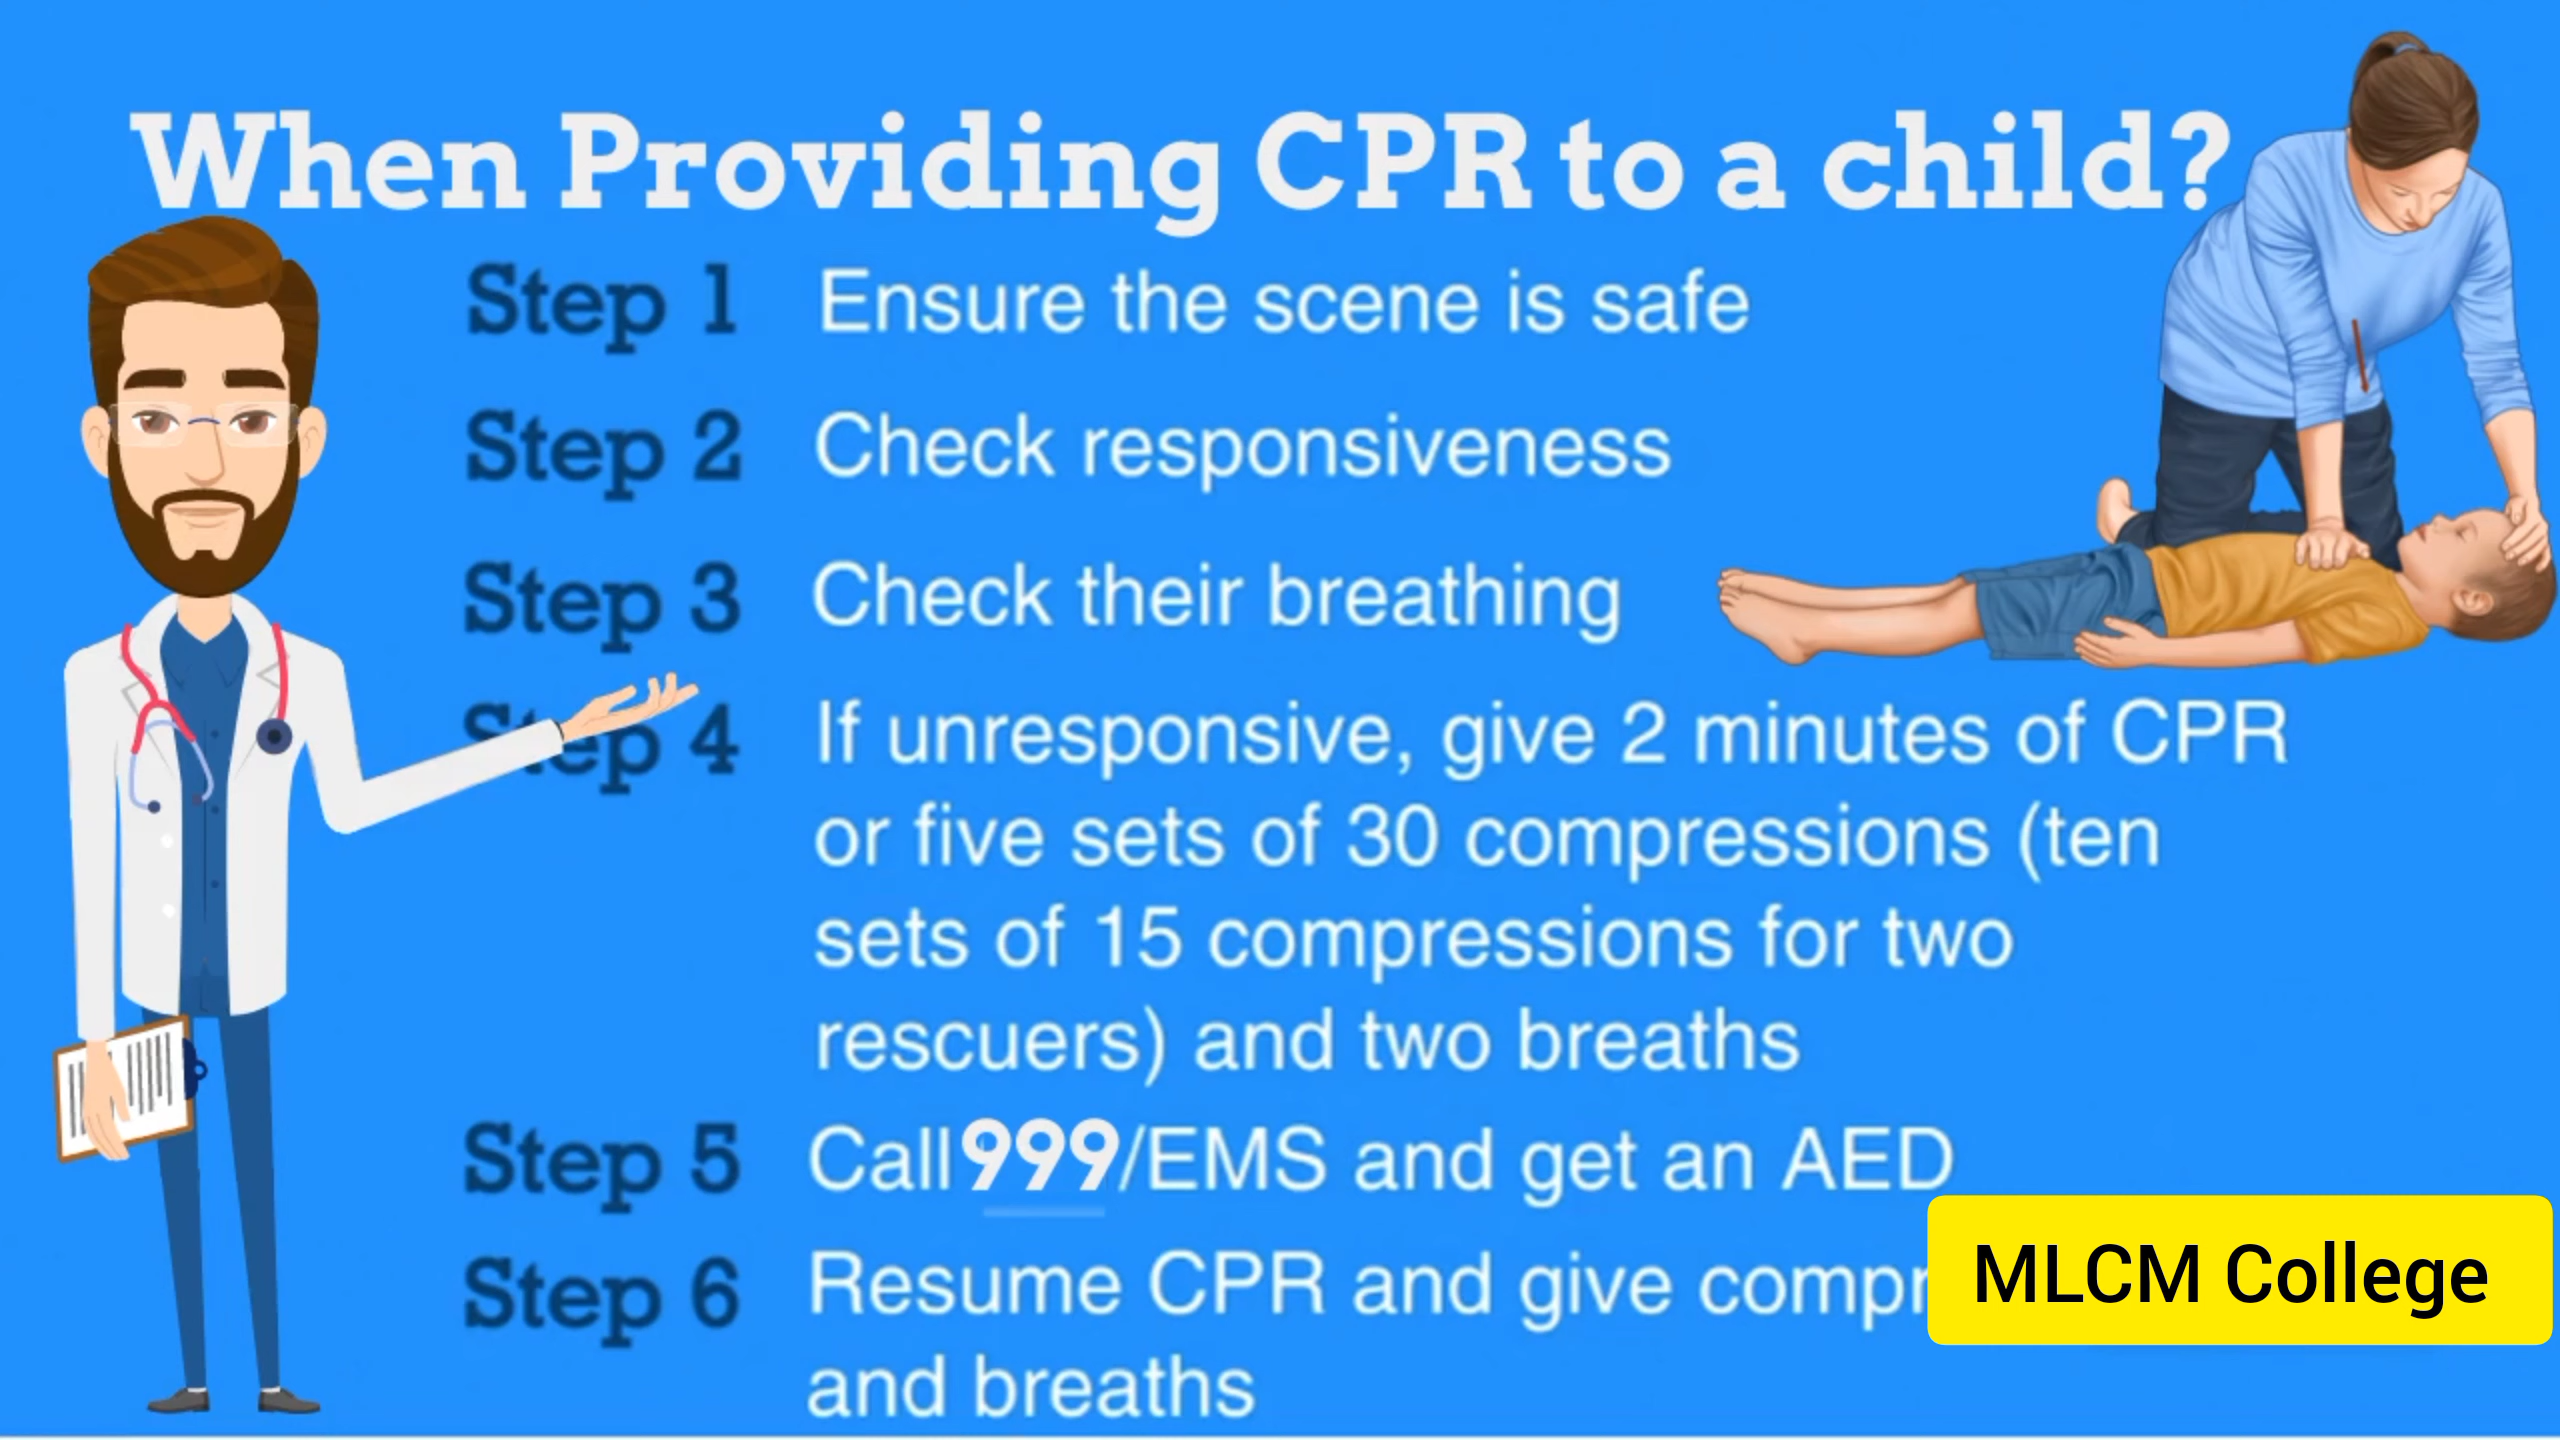 When Providing CPR to a child?
Step 1 Ensure the scene is safe
Step 2 Check responsiveness
Step 3 Check their breathing
Step 4 If unresponsive, give 2 minutes of CPR
or five sets of 30 compressions (ten
sets of 15 compressions for two
rescuers) and two breaths
Step 5 Call 999/EMS and get an AED
Step 6 Resume CPR and give
and breaths
MLCM College